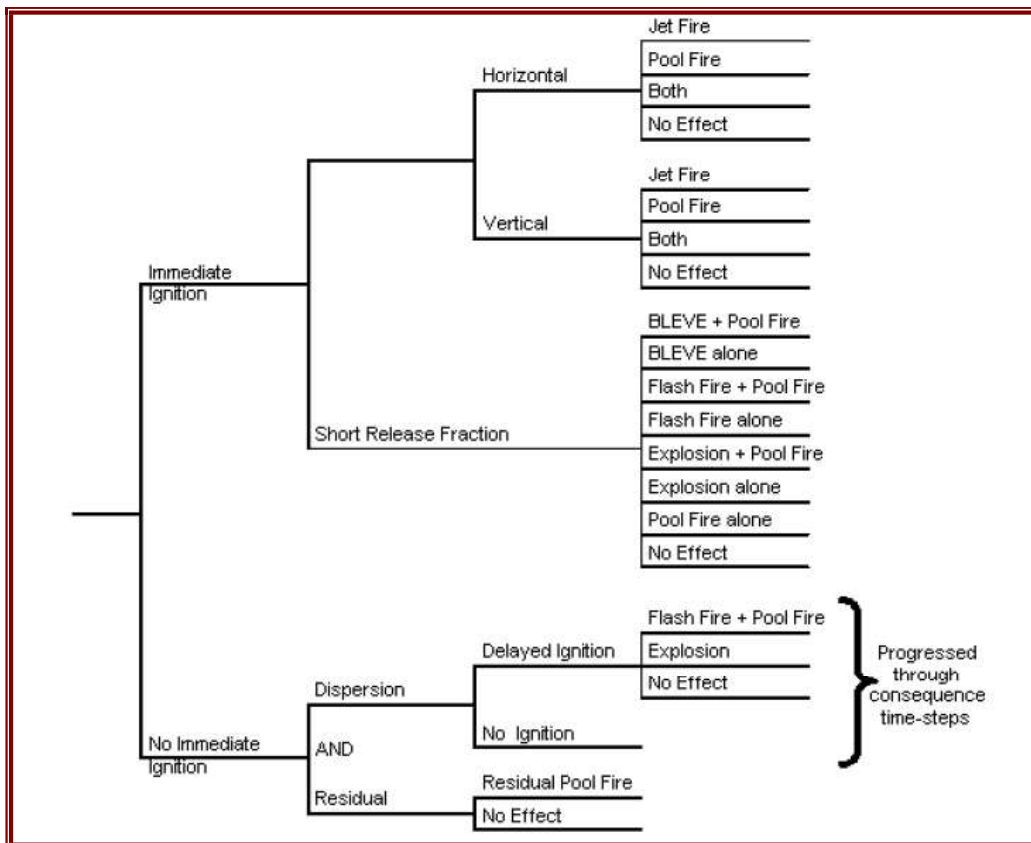 Jet Fire
Pool Fire
Horizontal
Both
No Effect
Jet Fire
Pool Fire
Vertical
Both
No Effect
Immediate
Ignition
BLEVE + Pool Fire
BLEVE alone
Flash Fire + Pool Fire
Flash Fire alone
Short Release Fraction
Explosion + Pool Fire
Explosion alone
Pool Fire alone
No Effect
Flash Fire + Pool Fire
Delayed Ignition
Explosion
No Effect
Progressed
through
consequence
time-steps
Dispersion
No Ignition
No Immediate
Ignition
AND
Residual
Residual Pool Fire
No Effect